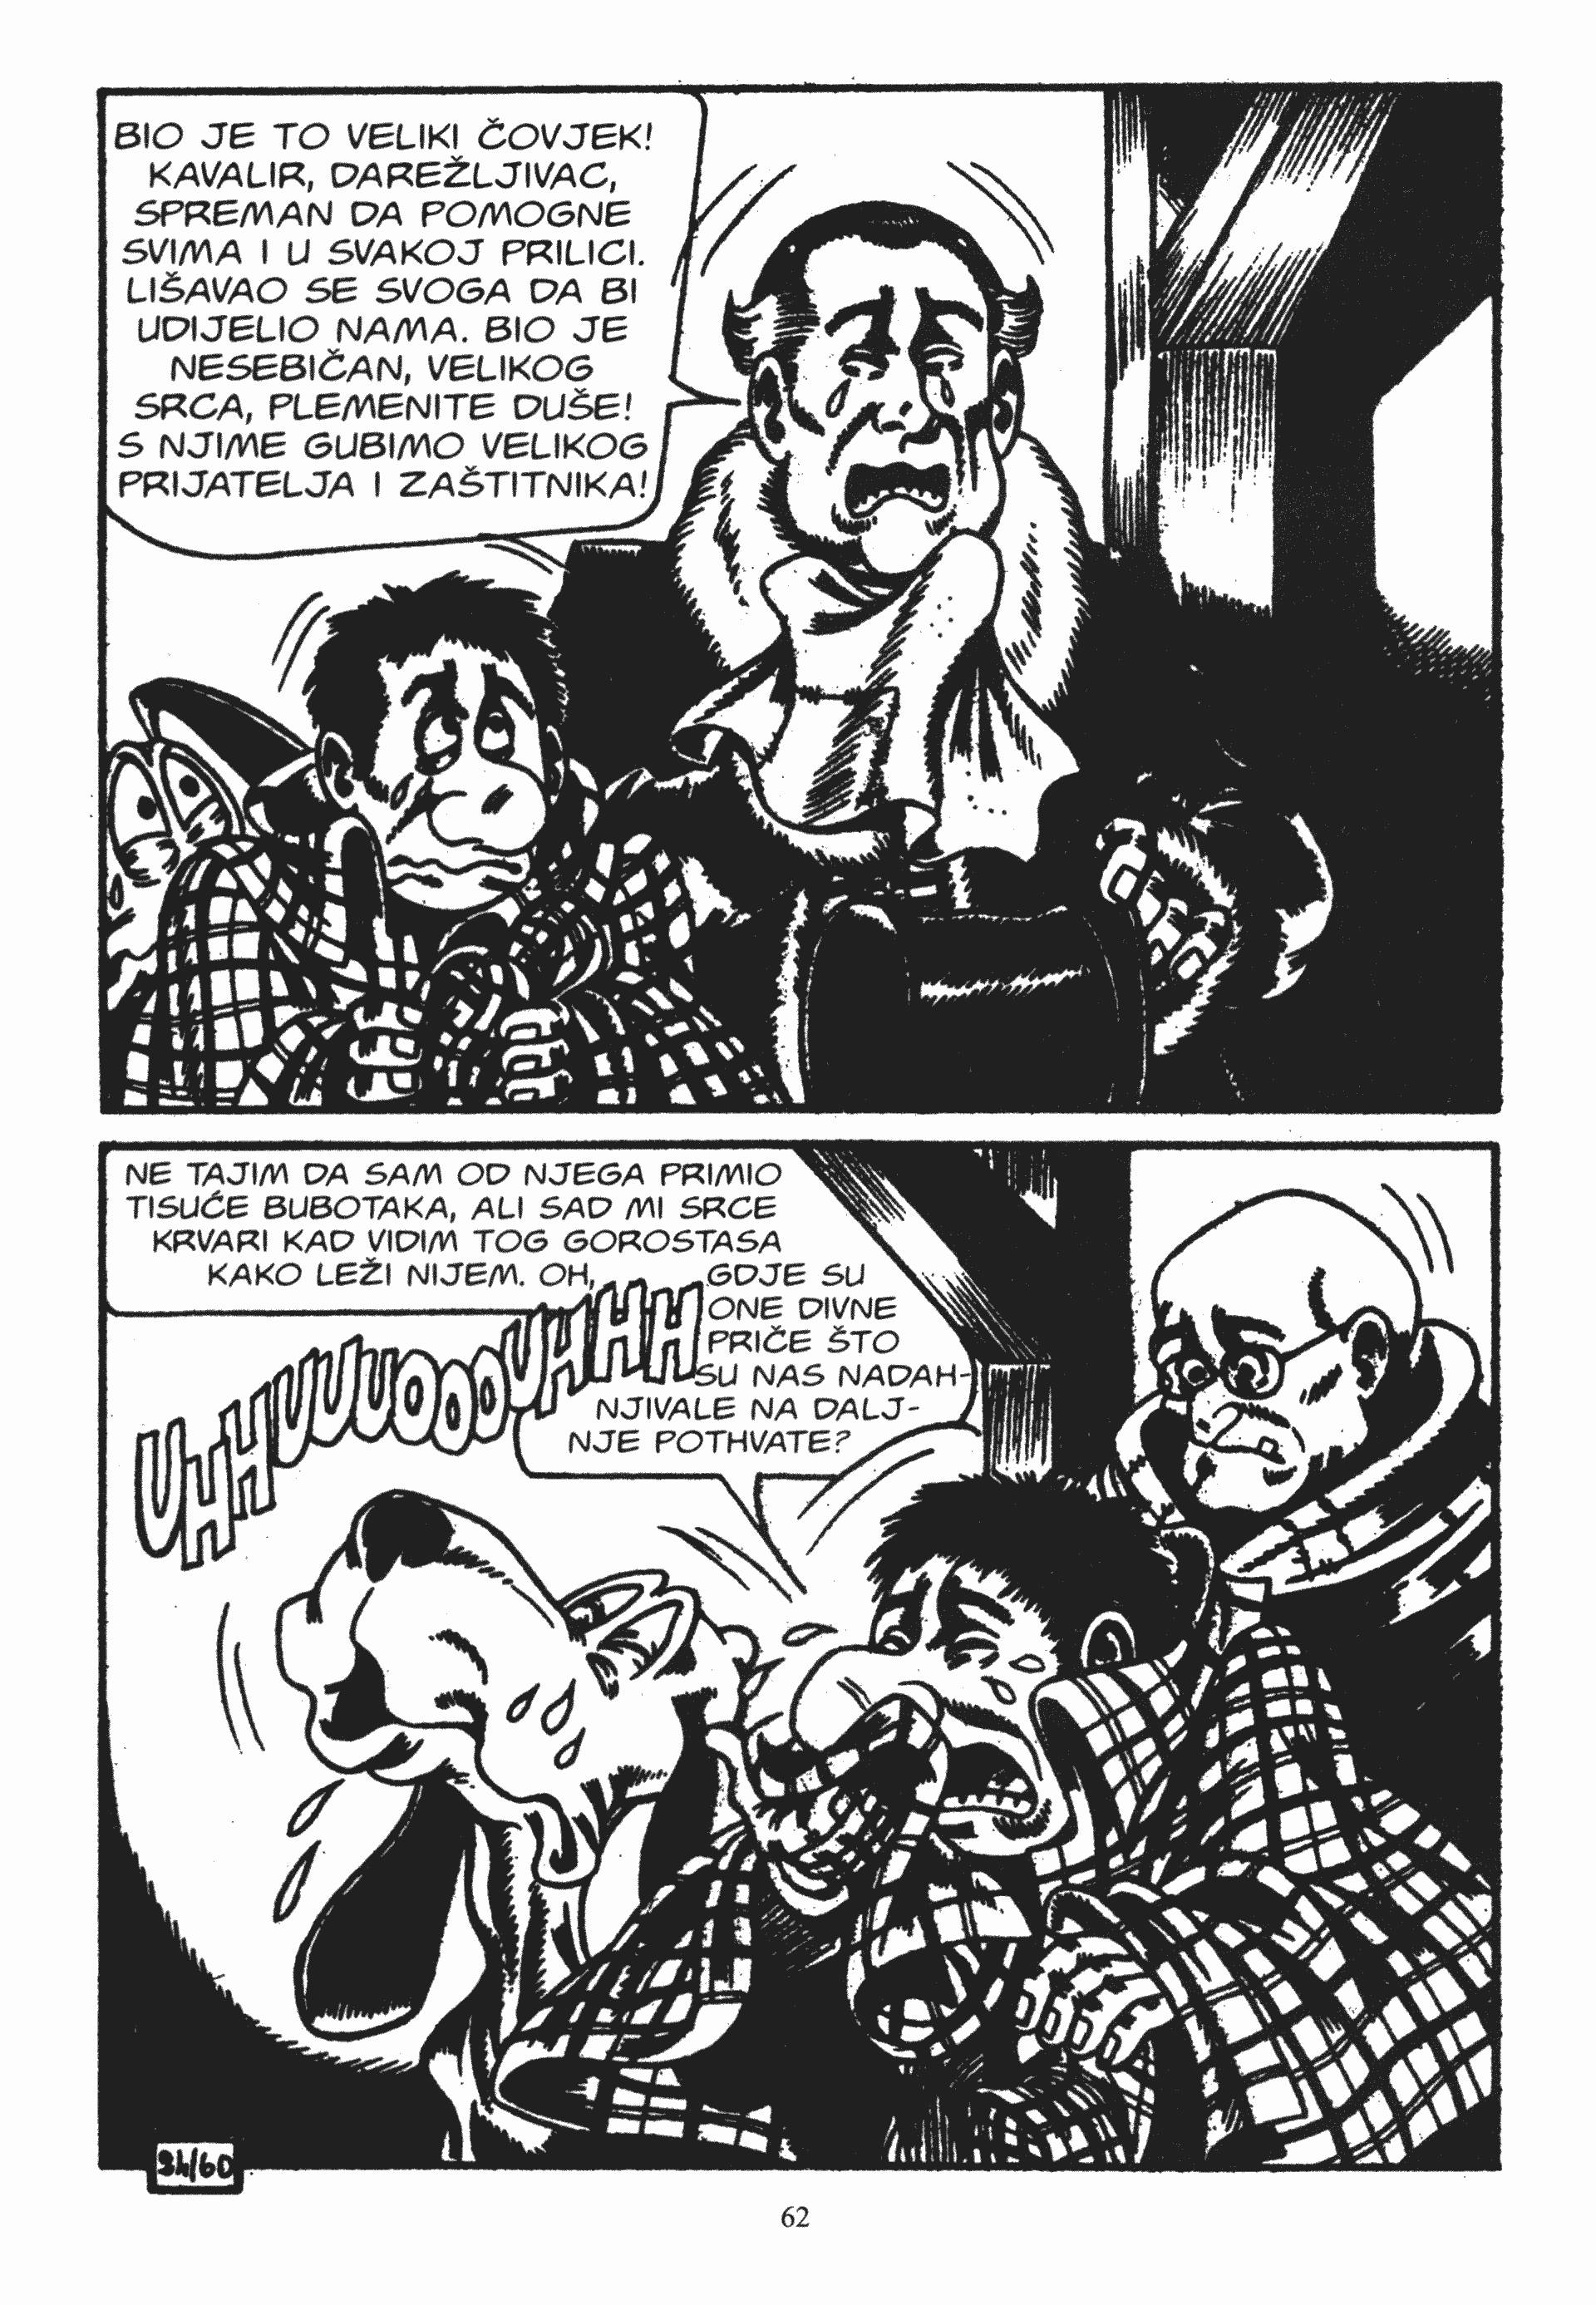 BIO JE TO VELIKI ČOVJEK!
KAVALIR, DAREŽLJIVAC,
SPREMAN DA POMOGNE
SVIMA I U SVAKOJ PRILICI.
LIŠAVAO SE SVOGA DA BI
UDIJELIO NAMA. BIO JE
NESEBIČAN, VELIKOG
SRCA, PLEMENITE DUŠE!
S NJIME GUBIMO VELIKOG
PRIJATELJA I ZAŠTITNIKA!
NE TAJIM DA SAM OD NJEGA PRIMIO
TISUĆE BUBOTAKA, ALI SAD MI SRCE
KRVARI KAD VIDIM TOG GOROSTASA
KAKO LEŽI NIJEM. OH, GDJE SU
ONE DIVNE
PRIČE ŠTO
SU NAS NADAH-
NJIVALE NA DALJ-
NJE POTHVATE?
UHHUUUUOOOUHHH
94/60
62